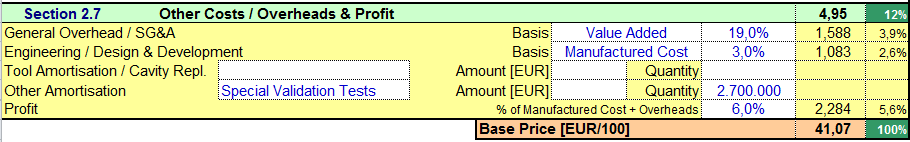 Section 2.7 Other Costs / Overheads & Profit 4,95 12%
General Overhead / SG&A Basis Value Added 19,0% 1,588 3,9%
Engineering / Design & Development Basis Manufactured Cost 3,0% 1,083 2,6%
Tool Amortisation / Cavity Repl. Amount [EUR] Quantity
Other Amortisation Special Validation Tests Amount [EUR] Quantity 2.700.000
Profit % of Manufactured Cost + Overheads 6,0% 2,284 5,6%
Base Price [EUR/100] 41,07 100%